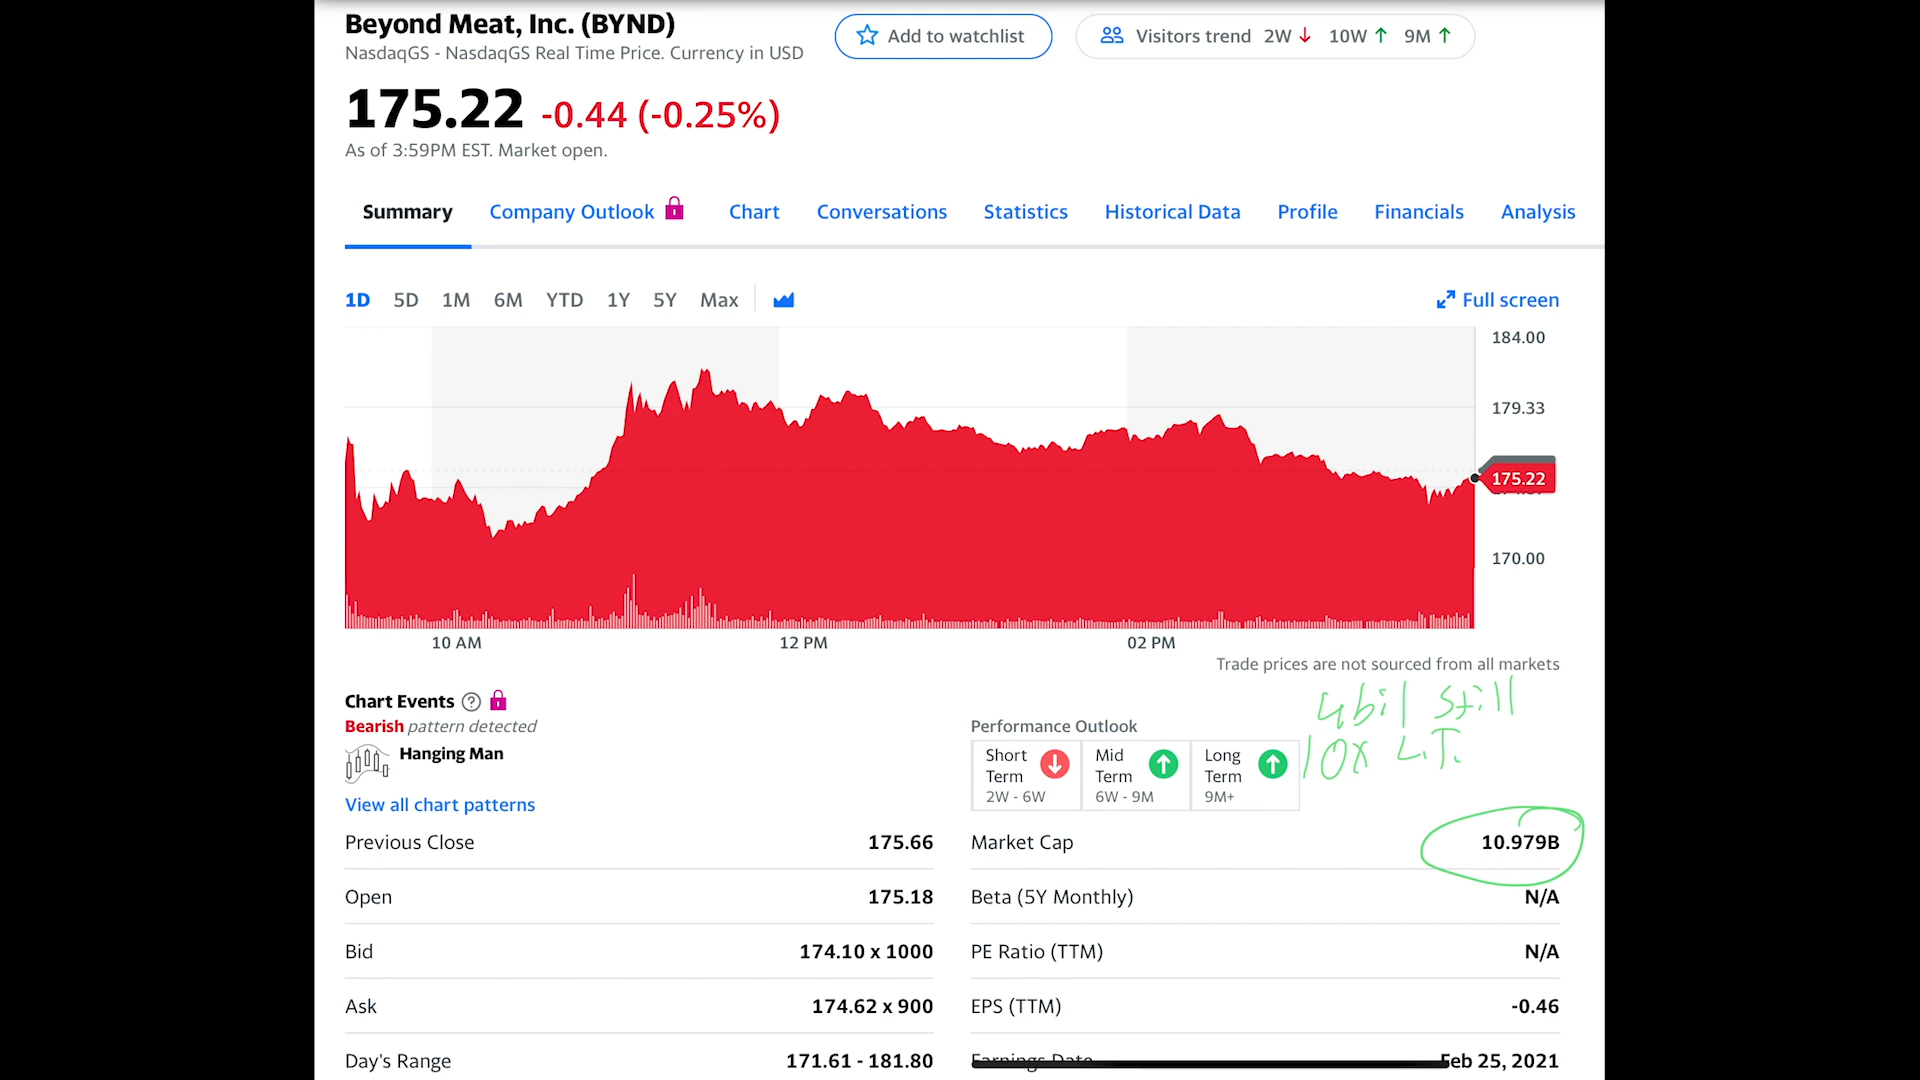 Beyond Meat, Inc. (BYND)
NasdaqGS - NasdaqGS Real Time Price. Currency in USD
Add to watchlist
Visitors trend 2W ↓ 10W ↑ 9M ↑
175.22 -0.44 (-0.25%)
As of 3:59PM EST. Market open.
Summary Company Outlook Chart Conversations Statistics Historical Data Profile Financials Analysis
1D 5D 1M 6M YTD 1Y 5Y Max
Full screen
184.00
179.33
175.22
170.00
10 AM 12 PM 02 PM
Trade prices are not sourced from all markets
4bil still
10x L.T.
Chart Events
Bearish pattern detected
Hanging Man
View all chart patterns
Performance Outlook
Short Term 2W - 6W
Mid Term 6W - 9M
Long Term 9M+
Previous Close 175.66
Open 175.18
Bid 174.10 x 1000
Ask 174.62 x 900
Day's Range 171.61 - 181.80
Market Cap 10.979B
Beta (5Y Monthly) N/A
PE Ratio (TTM) N/A
EPS (TTM) -0.46
Earnings Date Feb 25, 2021